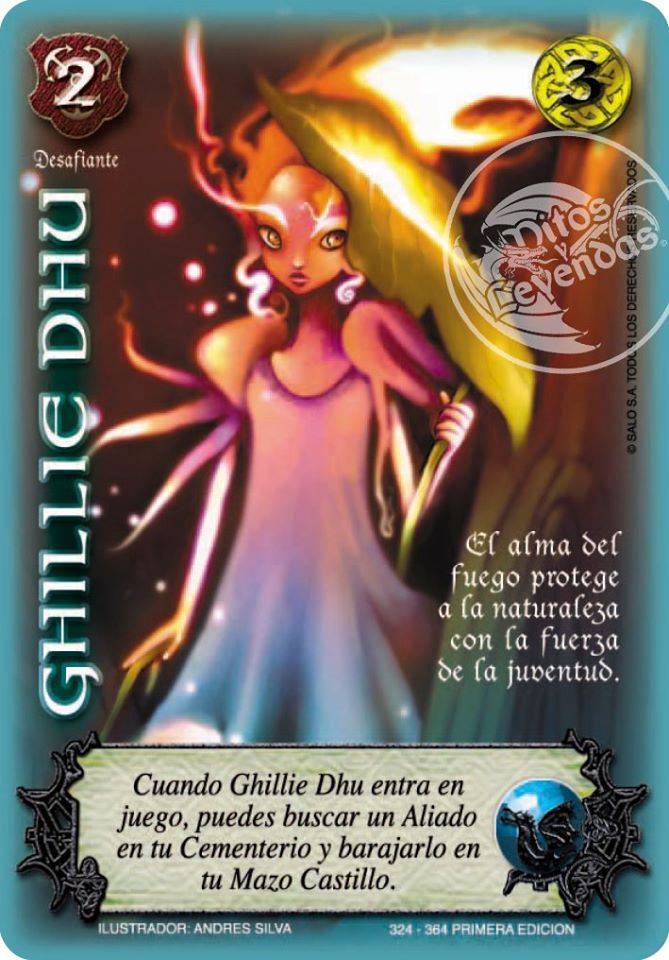 2
3
Desafiante
GHILLIE DHU
Mitos
y
Leyendas
© SALO S.A. TODOS LOS DERECHOS RESERVADOS
El alma del
fuego protege
a la naturaleza
con la fuerza
de la juventud.
Cuando Ghillie Dhu entra en
juego, puedes buscar un Aliado
en tu Cementerio y barajarlo en
tu Mazo Castillo.
ILUSTRADOR: ANDRES SILVA
324 - 364 PRIMERA EDICION